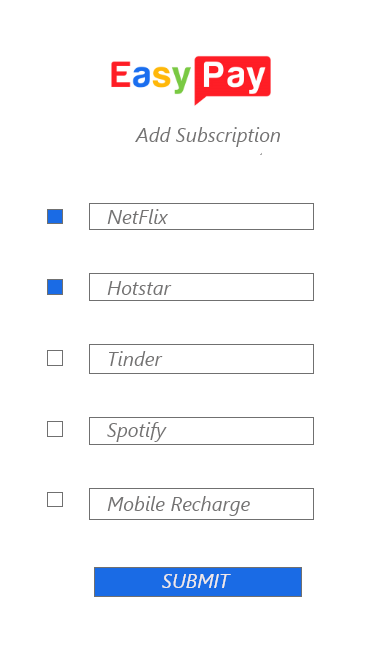 Easy Pay
Add Subscription
NetFlix
Hotstar
Tinder
Spotify
Mobile Recharge
SUBMIT